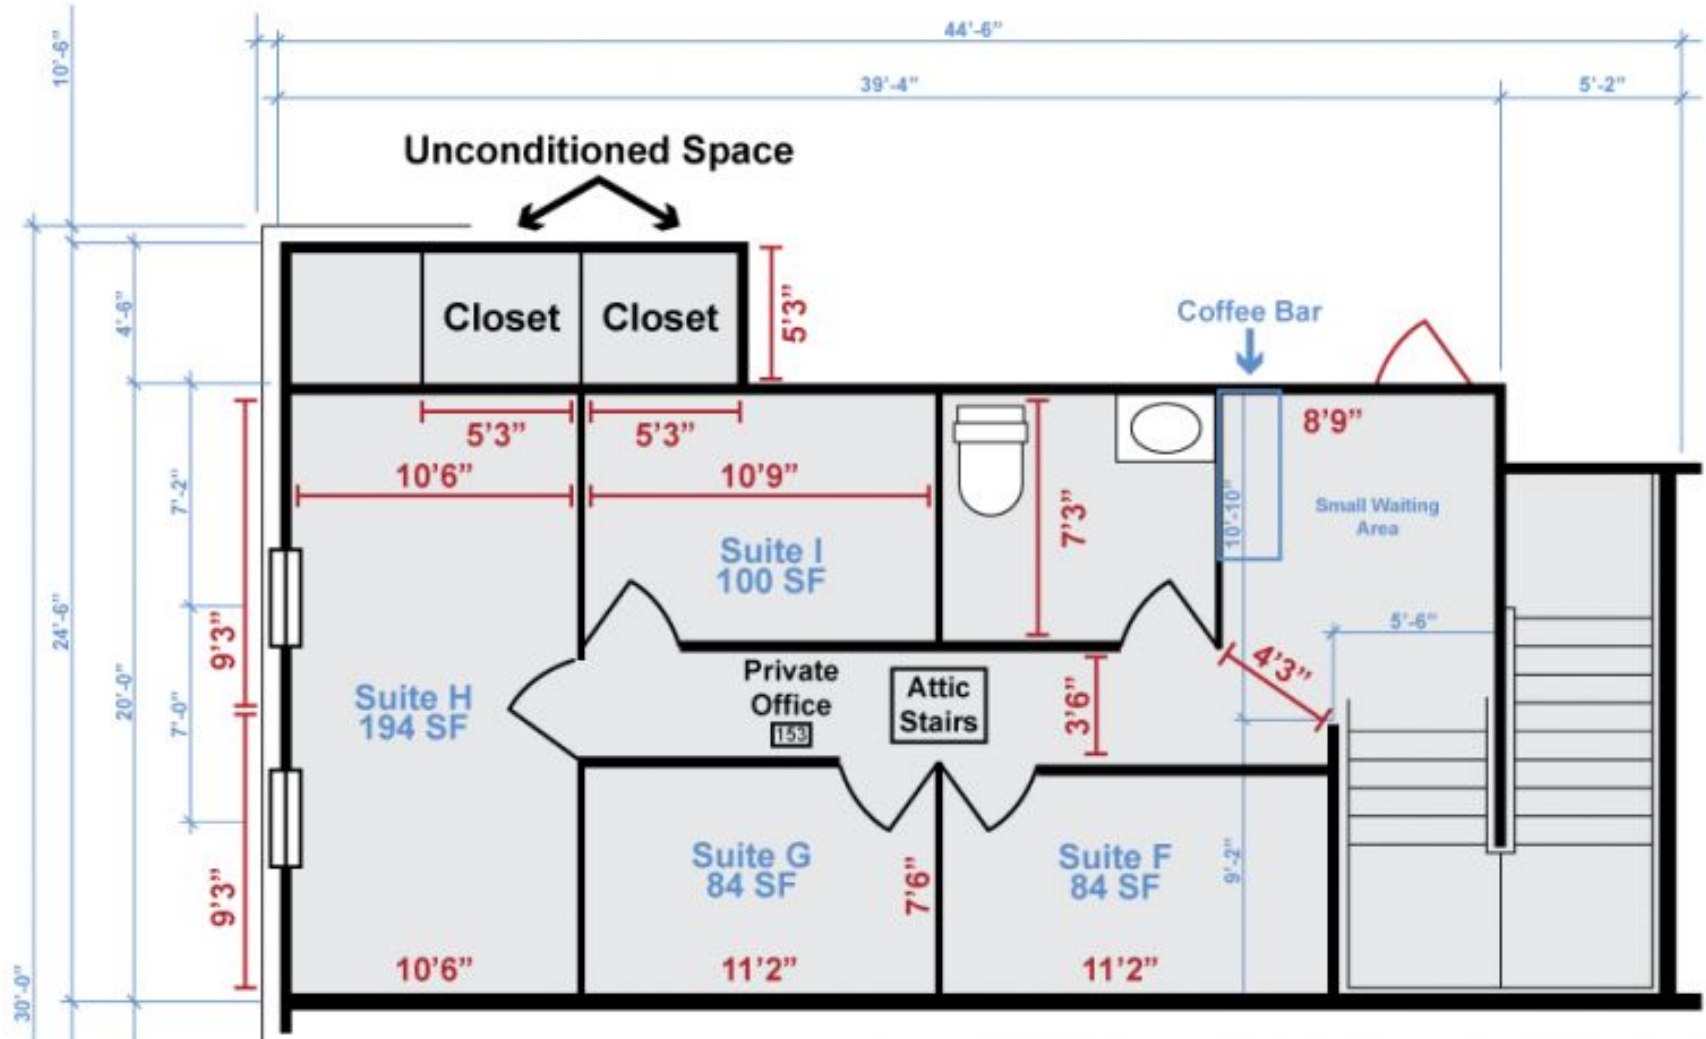 44'-6"
10'-6"
39'-4"
5'-2"
Unconditioned Space
4'-6"
Closet
Closet
5'3"
Coffee Bar
5'3"
5'3"
8'9"
10'6"
10'9"
7'-2"
7'3"
10'-10"
Small Waiting
Area
Suite I
100 SF
24'-6"
9'3"
5'-6"
20'-0"
7'-0"
Suite H
194 SF
Private
Office
153
Attic
Stairs
3'6"
4'3"
9'3"
Suite G
84 SF
7'6"
Suite F
84 SF
9'-2"
10'6"
11'2"
11'2"
30'-0"